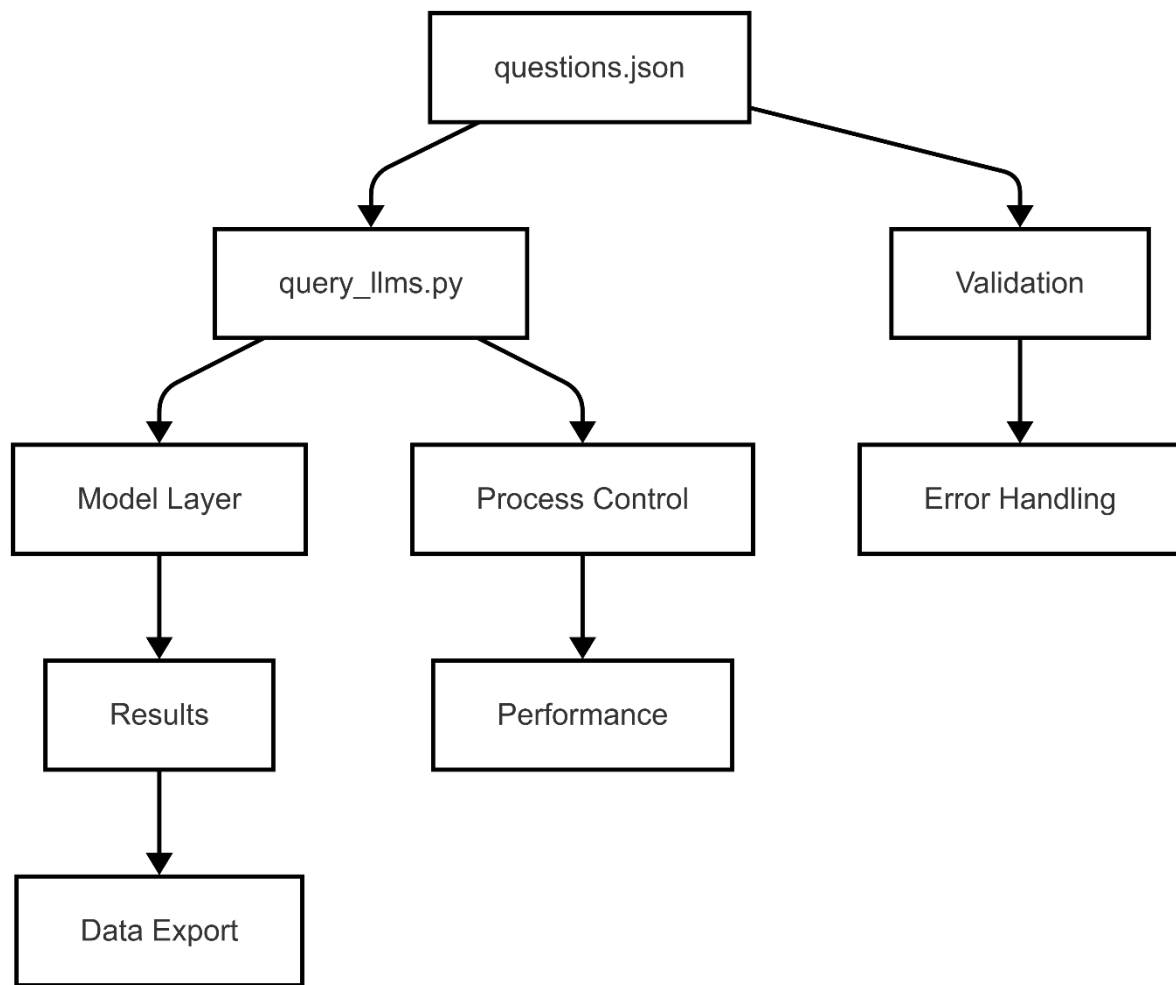 questions.json
query_llms.py
Validation
Model Layer
Process Control
Error Handling
Results
Performance
Data Export